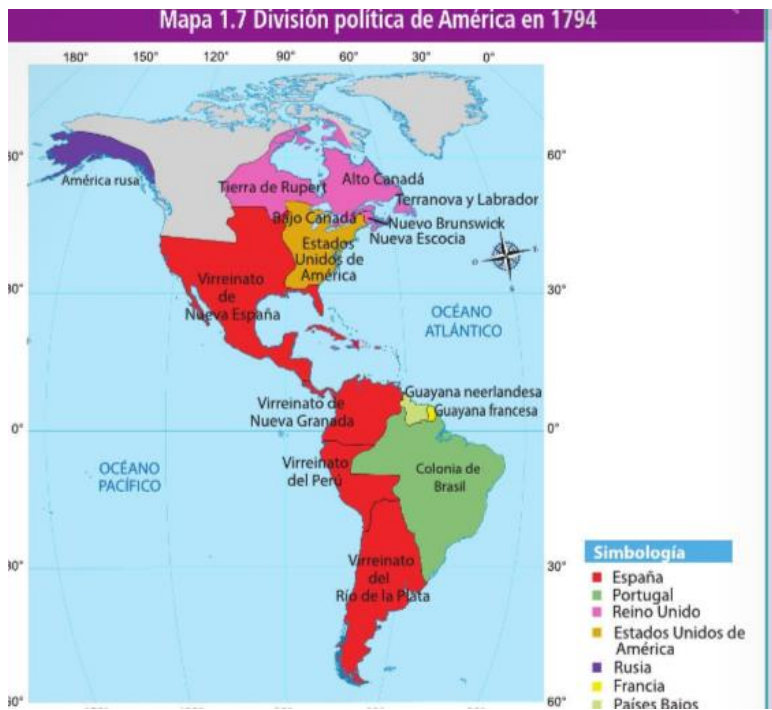 Mapa 1.7 División política de América en 1794
180° 150° 120° 90° 60° 30° 0°
60°
América rusa
Tierra de Rupert
Alto Canadá
Terranova y Labrador
Bajo Canadá
Nuevo Brunswick
Nueva Escocia
Estados
Unidos de
América
O E
S
Virreinato
de
Nueva España
30°
OCÉANO
ATLÁNTICO
Guayana neerlandesa
Guayana francesa
Virreinato de
Nueva Granada
0°
0°
OCÉANO
PACÍFICO
Virreinato
del Perú
Colonia de
Brasil
Virreinato
del
Río de la Plata
30°
60°
Simbología
España
Portugal
Reino Unido
Estados Unidos de
América
Rusia
Francia
Países Bajos